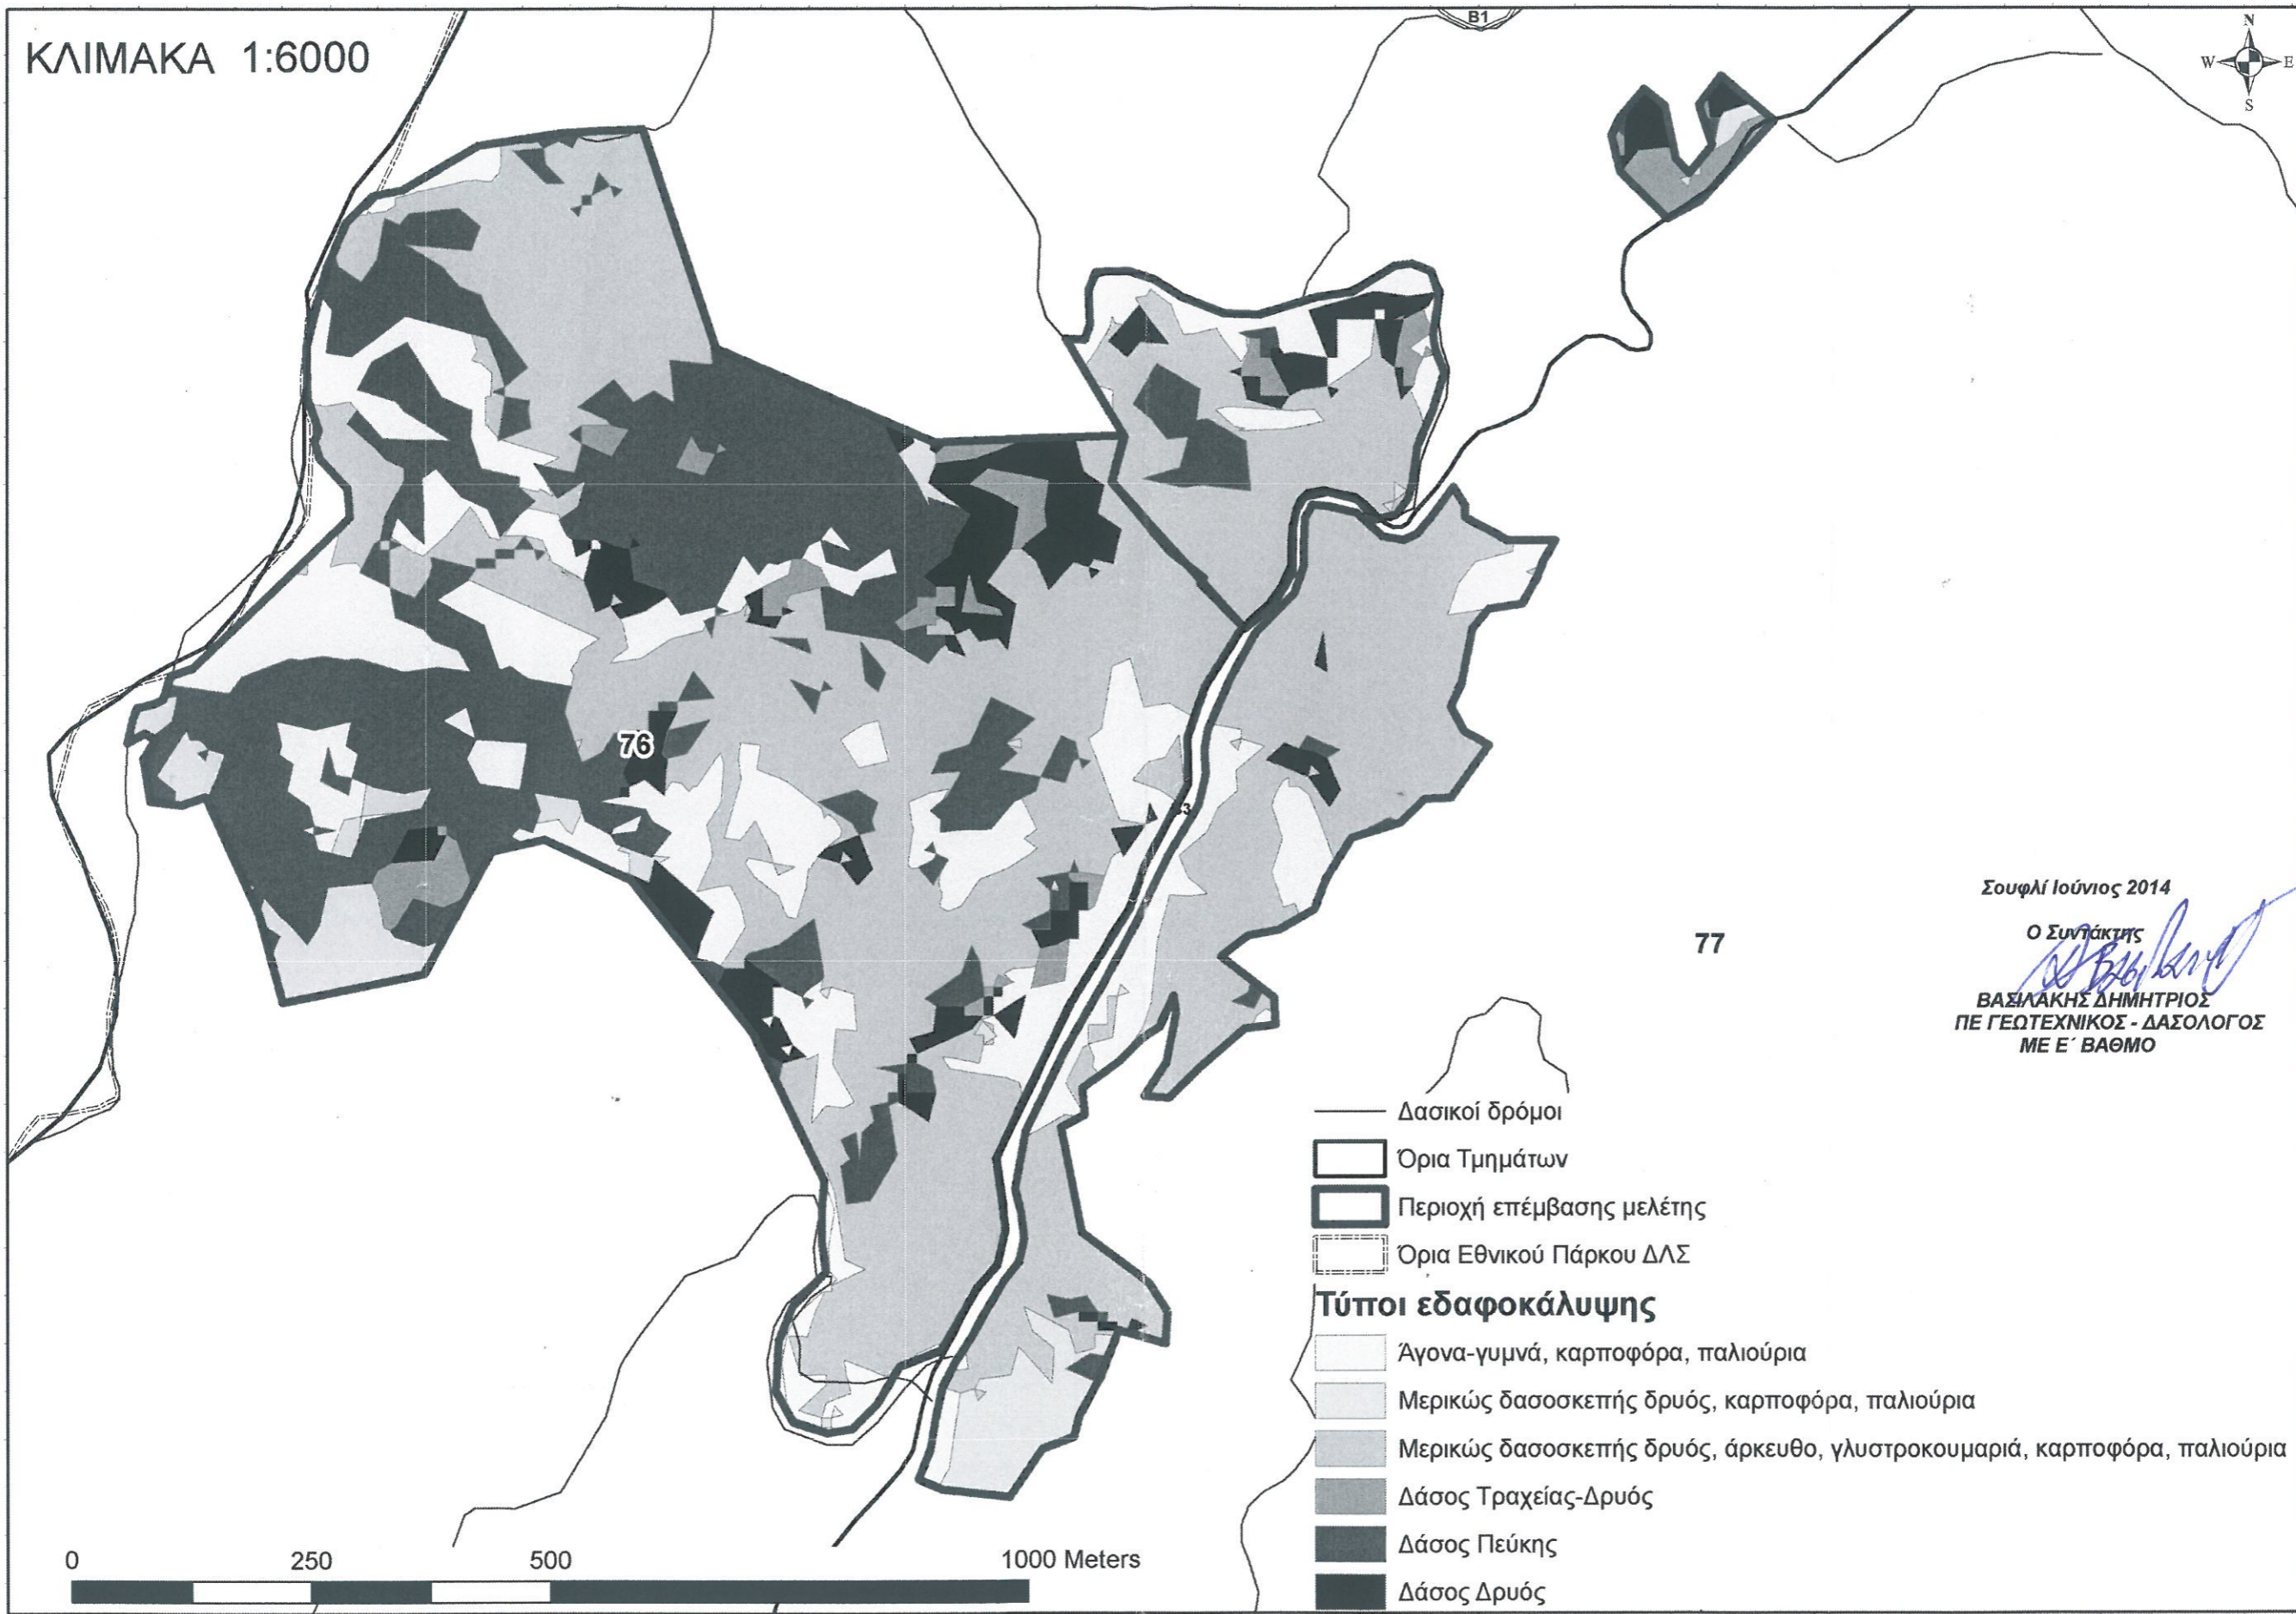 ΚΛΙΜΑΚΑ 1:6000
B1
N
W E
S
76
77
Σουφλί Ιούνιος 2014
Ο Συντάκτης
ΒΑΣΙΛΑΚΗΣ ΔΗΜΗΤΡΙΟΣ
ΠΕ ΓΕΩΤΕΧΝΙΚΟΣ - ΔΑΣΟΛΟΓΟΣ
ΜΕ Ε΄ ΒΑΘΜΟ
Δασικοί δρόμοι
Όρια Τμημάτων
Περιοχή επέμβασης μελέτης
Όρια Εθνικού Πάρκου ΔΛΣ
Τύποι εδαφοκάλυψης
Άγονα-γυμνά, καρποφόρα, παλιούρια
Μερικώς δασοσκεπής δρυός, καρποφόρα, παλιούρια
Μερικώς δασοσκεπής δρυός, άρκευθο, γλυστροκουμαριά, καρποφόρα, παλιούρια
Δάσος Τραχείας-Δρυός
Δάσος Πεύκης
Δάσος Δρυός
0 250 500 1000 Meters